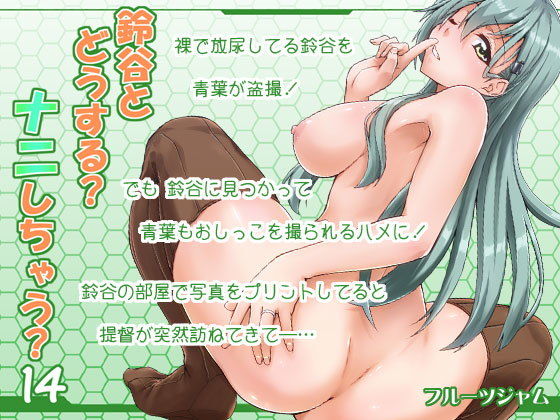 鈴谷と
どうする?
ナニしちゃう?
14
裸で放尿してる鈴谷を
青葉が盗撮!
でも 鈴谷に見つかって
青葉もおしっこを撮られるハメに!
鈴谷の部屋で写真をプリントしてると
提督が突然訪ねてきて──…
フルーツジャム